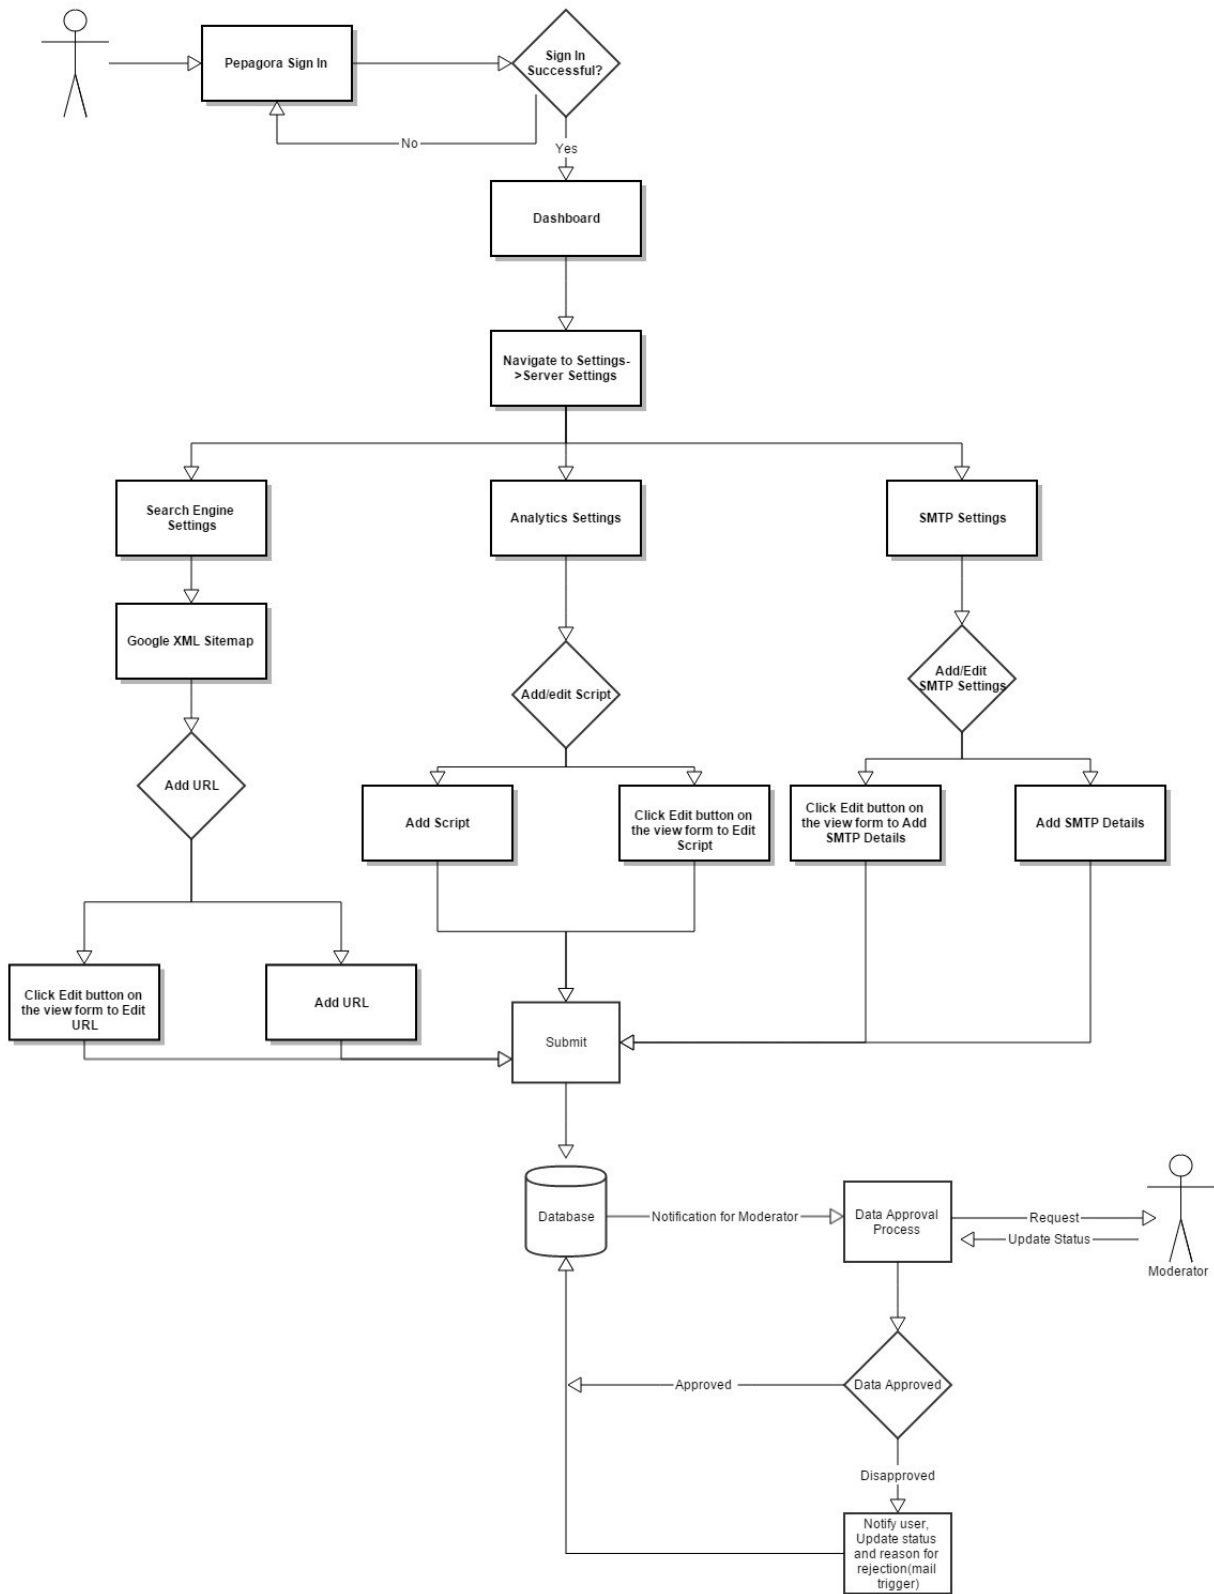 Pepagora Sign In
Sign In
Successful?
No
Yes
Dashboard
Navigate to Settings-
>Server Settings
Search Engine
Settings
Analytics Settings
SMTP Settings
Google XML Sitemap
Add/edit Script
Add/Edit
SMTP Settings
Add URL
Add Script
Click Edit button on
the view form to Edit
Script
Click Edit button on
the view form to Add
SMTP Details
Add SMTP Details
Click Edit button on
the view form to Edit
URL
Add URL
Submit
Database
Notification for Moderator
Data Approval
Process
Request
Update Status
Moderator
Approved
Data Approved
Disapproved
Notify user,
Update status
and reason for
rejection(mail
trigger)